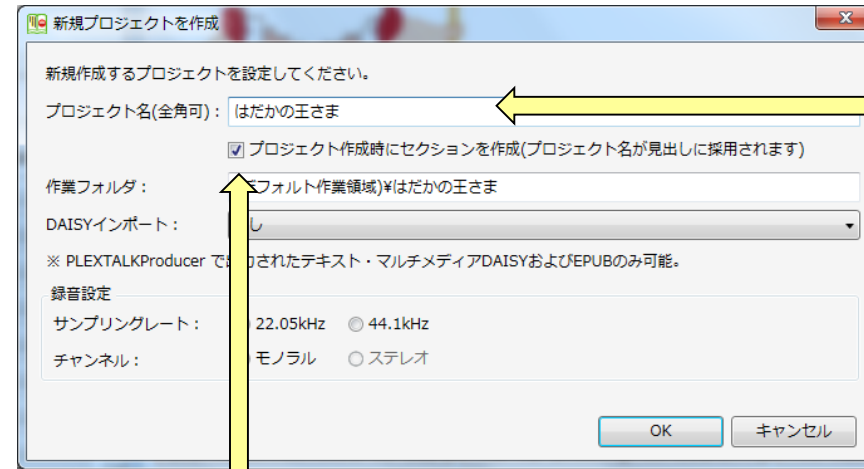 新規プロジェクトを作成
新規作成するプロジェクトを設定してください。
プロジェクト名(全角可)： はだかの王さま
プロジェクト作成時にセクションを作成(プロジェクト名が見出しに採用されます)
作業フォルダ： フォルト作業領域)¥はだかの王さま
DAISYインポート： し
※ PLEXTALKProducer で されたテキスト・マルチメディアDAISYおよびEPUBのみ可能。
録音設定
サンプリングレート： 22.05kHz 44.1kHz
チャンネル： モノラル ステレオ
OK キャンセル